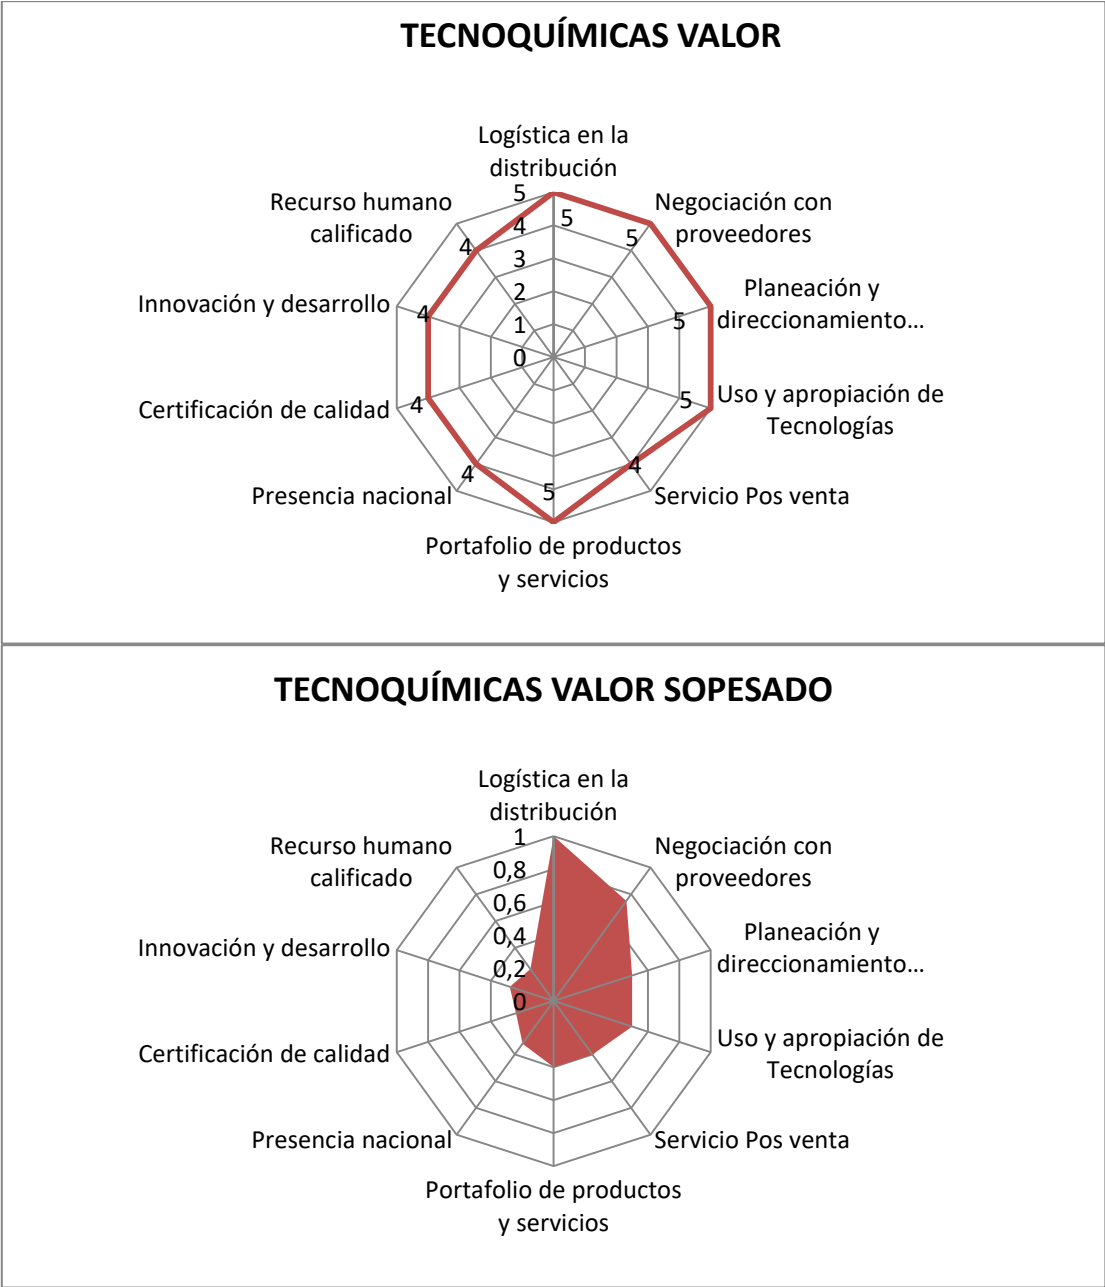 TECNOQUÍMICAS VALOR
Logística en la
distribución
Negociación con
proveedores
Planeación y
direccionamiento...
Uso y apropiación de
Tecnologías
Servicio Pos venta
Portafolio de productos
y servicios
Presencia nacional
Certificación de calidad
Innovación y desarrollo
Recurso humano
calificado
5
4
3
2
1
0
5
5
5
5
4
5
4
4
4
4
TECNOQUÍMICAS VALOR SOPESADO
Logística en la
distribución
Negociación con
proveedores
Planeación y
direccionamiento...
Uso y apropiación de
Tecnologías
Servicio Pos venta
Portafolio de productos
y servicios
Presencia nacional
Certificación de calidad
Innovación y desarrollo
Recurso humano
calificado
1
0,8
0,6
0,4
0,2
0